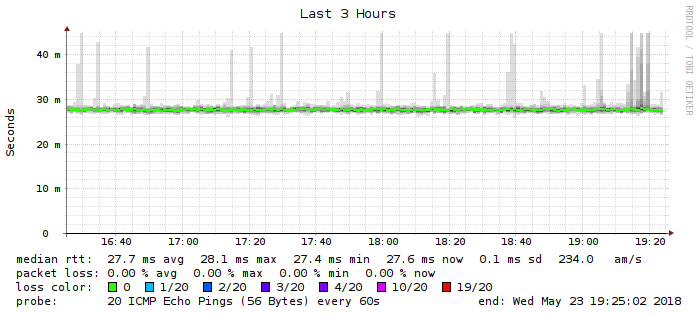 Last 3 Hours
RRDTOOL / TOBI OETIKER
Seconds
40 m
30 m
20 m
10 m
0
16:40 17:00 17:20 17:40 18:00 18:20 18:40 19:00 19:20
median rtt: 27.7 ms avg 28.1 ms max 27.4 ms min 27.6 ms now 0.1 ms sd 234.0 am/s
packet loss: 0.00 % avg 0.00 % max 0.00 % min 0.00 % now
loss color: 0 1/20 2/20 3/20 4/20 10/20 19/20
probe: 20 ICMP Echo Pings (56 Bytes) every 60s end: Wed May 23 19:25:02 2018